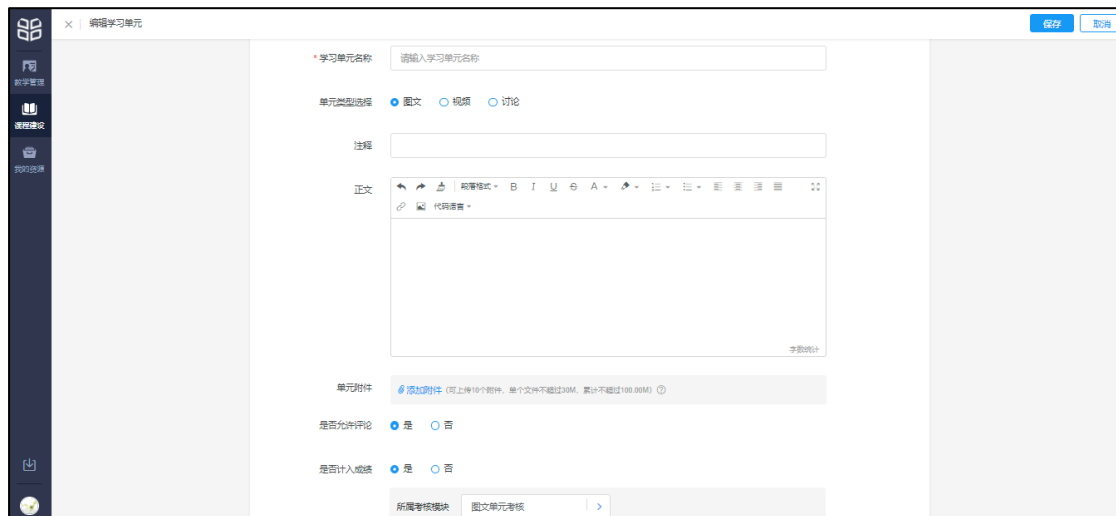 编辑学习单元
保存
取消
教学管理
课程建设
我的资源
* 学习单元名称
请输入学习单元名称
单元类型选择
图文
视频
讨论
注释
正文
段落格式
B I U S A
代码语言
字数统计
单元附件
添加附件 (可上传10个附件, 单个文件不超过30M, 累计不超过100.00M)
是否允许评论
是
否
是否计入成绩
是
否
所属考核模块
图文单元考核